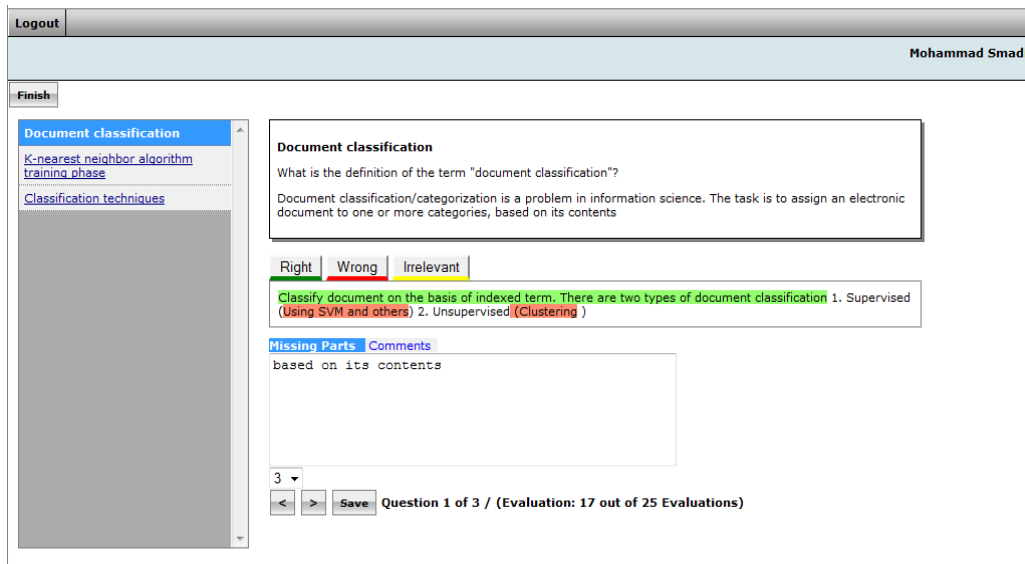 Logout
Mohammad Smadi
Finish
Document classification
K-nearest neighbor algorithm
training phase
Classification techniques
Document classification
What is the definition of the term "document classification"?
Document classification/categorization is a problem in information science. The task is to assign an electronic
document to one or more categories, based on its contents
Right Wrong Irrelevant
Classify document on the basis of indexed term. There are two types of document classification 1. Supervised
(Using SVM and others) 2. Unsupervised (Clustering )
Missing Parts Comments
based on its contents
3
< > Save Question 1 of 3 / (Evaluation: 17 out of 25 Evaluations)